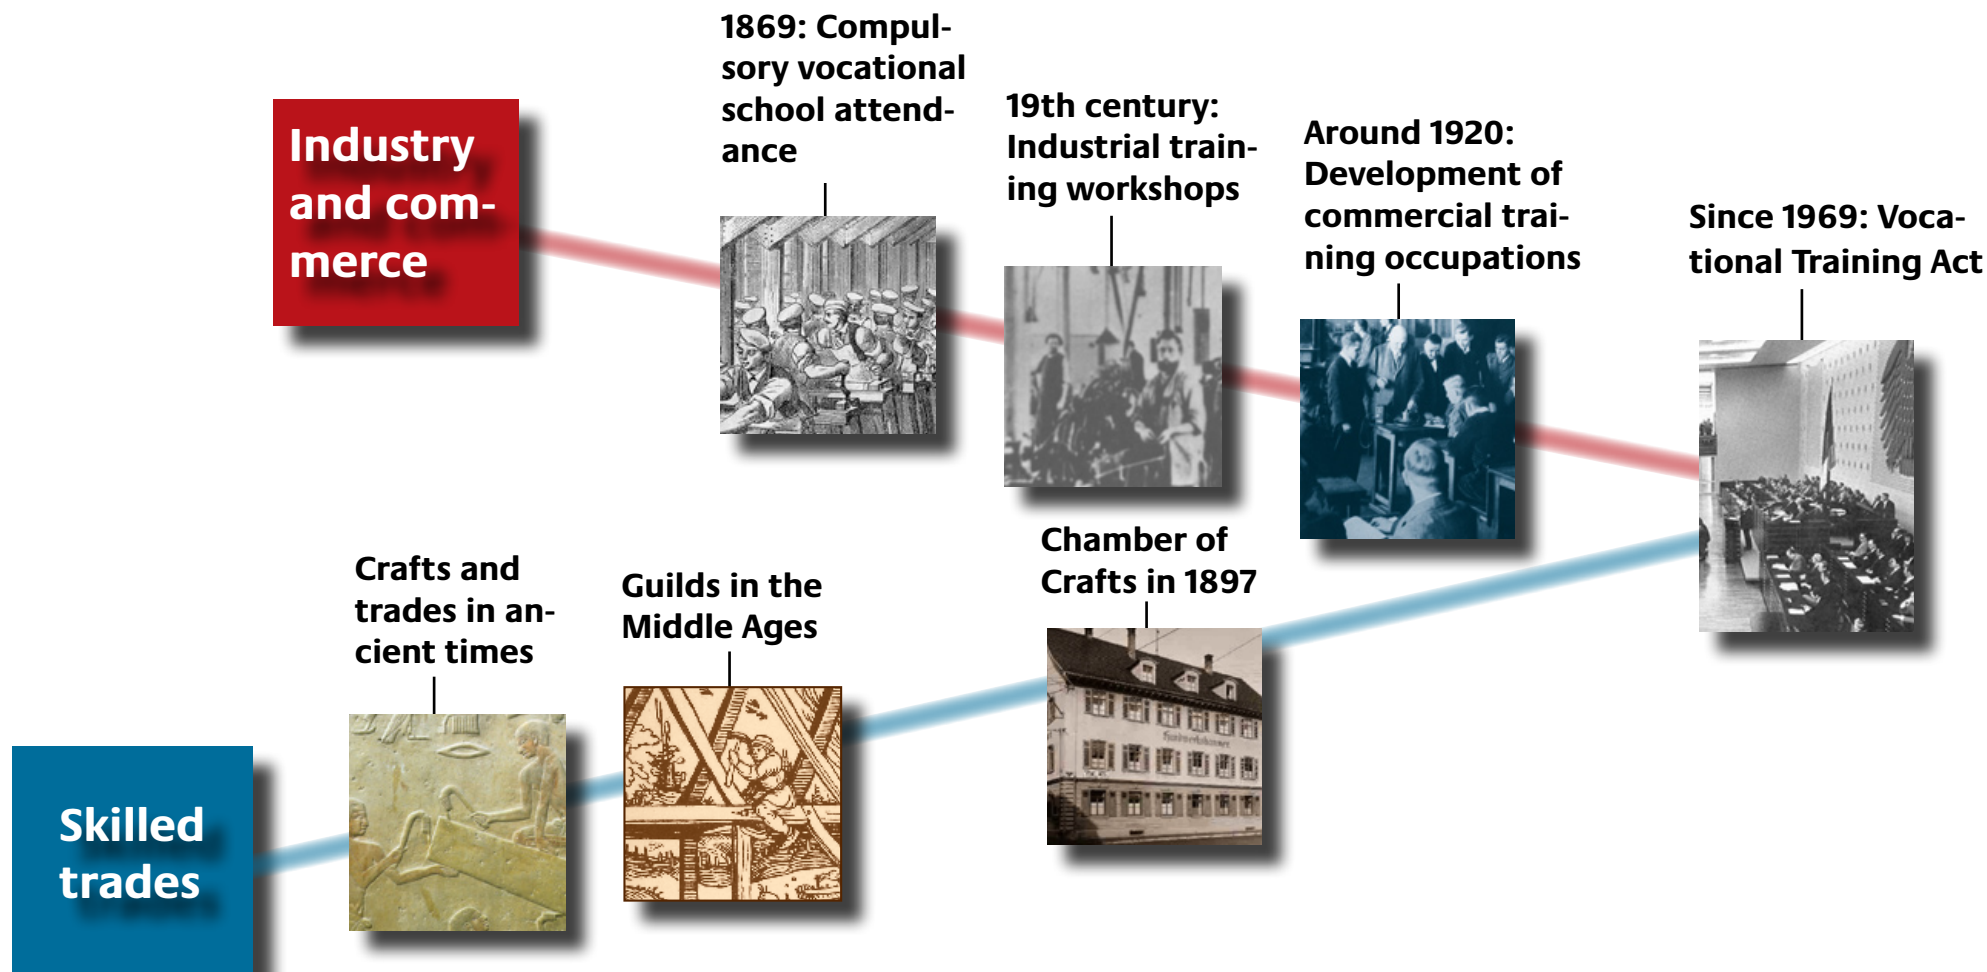 1869: Compul-
sory vocational
school attend-
ance
Industry
and com-
merce
19th century:
Industrial train-
ing workshops
Around 1920:
Development of
commercial trai-
ning occupations
Since 1969: Voca-
tional Training Act
Crafts and
trades in an-
cient times
Guilds in the
Middle Ages
Chamber of
Crafts in 1897
Handwerkskammer
Skilled
trades